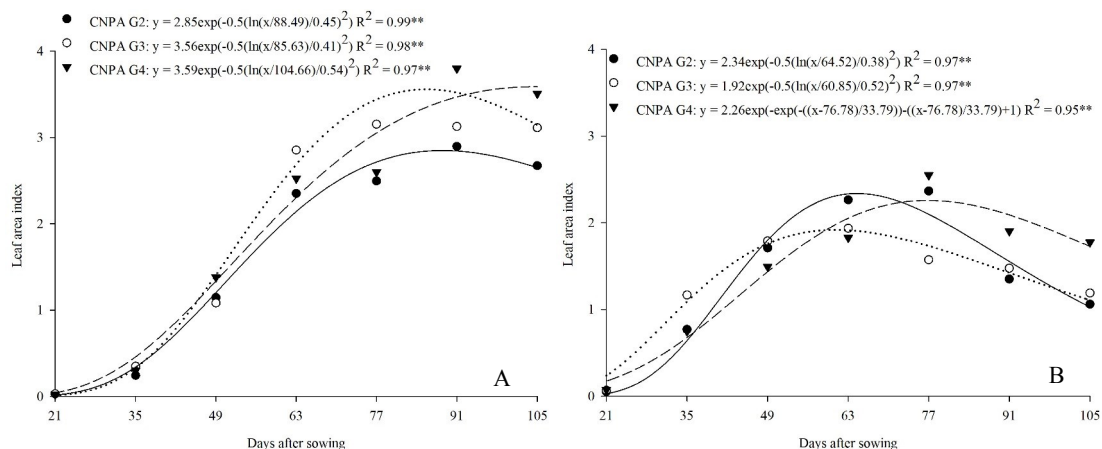 CNPA G2: y = 2.85exp(-0.5(ln(x/88.49)/0.45)²) R² = 0.99**
CNPA G3: y = 3.56exp(-0.5(ln(x/85.63)/0.41)²) R² = 0.98**
CNPA G4: y = 3.59exp(-0.5(ln(x/104.66)/0.54)²) R² = 0.97**
4
3
2
1
0
Leaf area index
21 35 49 63 77 91 105
Days after sowing
A
CNPA G2: y = 2.34exp(-0.5(ln(x/64.52)/0.38)²) R² = 0.97**
CNPA G3: y = 1.92exp(-0.5(ln(x/60.85)/0.52)²) R² = 0.97**
CNPA G4: y = 2.26exp(-exp(-((x-76.78)/33.79))-((x-76.78)/33.79)+1) R² = 0.95**
4
3
2
1
0
Leaf area index
21 35 49 63 77 91 105
Days after sowing
B